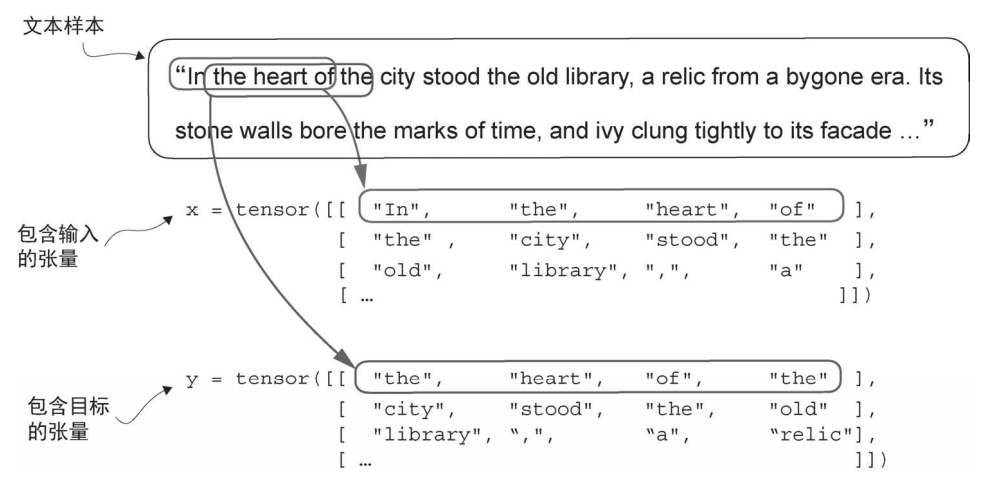 文本样本
“In the heart of the city stood the old library, a relic from a bygone era. Its
stone walls bore the marks of time, and ivy clung tightly to its facade …”
x = tensor([[ "In", "the", "heart", "of" ],
包含输入
的张量
[ "the" , "city", "stood", "the" ],
[ "old", "library", ",", "a" ],
[ … ]])
y = tensor([[ "the", "heart", "of", "the" ],
包含目标
的张量
[ "city", "stood", "the", "old" ],
[ "library", “,", “a", “relic"],
[ … ]])